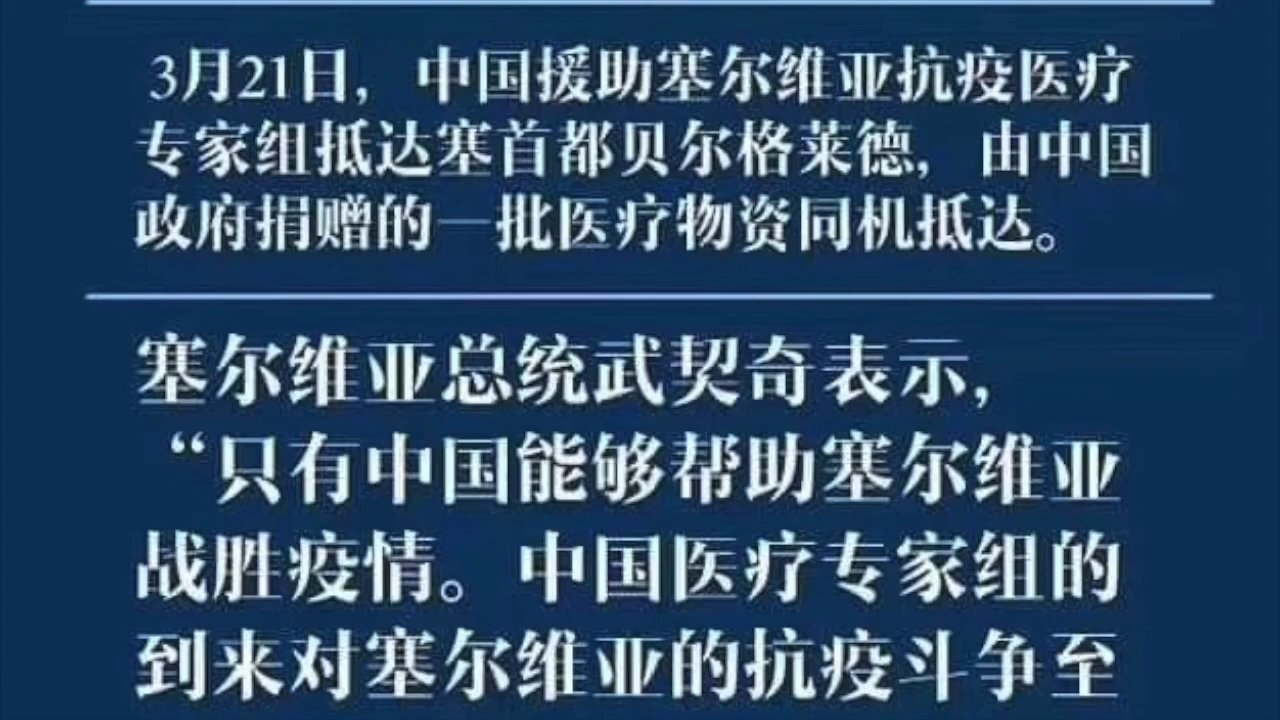 3月21日，中国援助塞尔维亚抗疫医疗
专家组抵达塞首都贝尔格莱德，由中国
政府捐赠的一批医疗物资同机抵达。
塞尔维亚总统武契奇表示，
“只有中国能够帮助塞尔维亚
战胜疫情。中国医疗专家组的
到来对塞尔维亚的抗疫斗争至